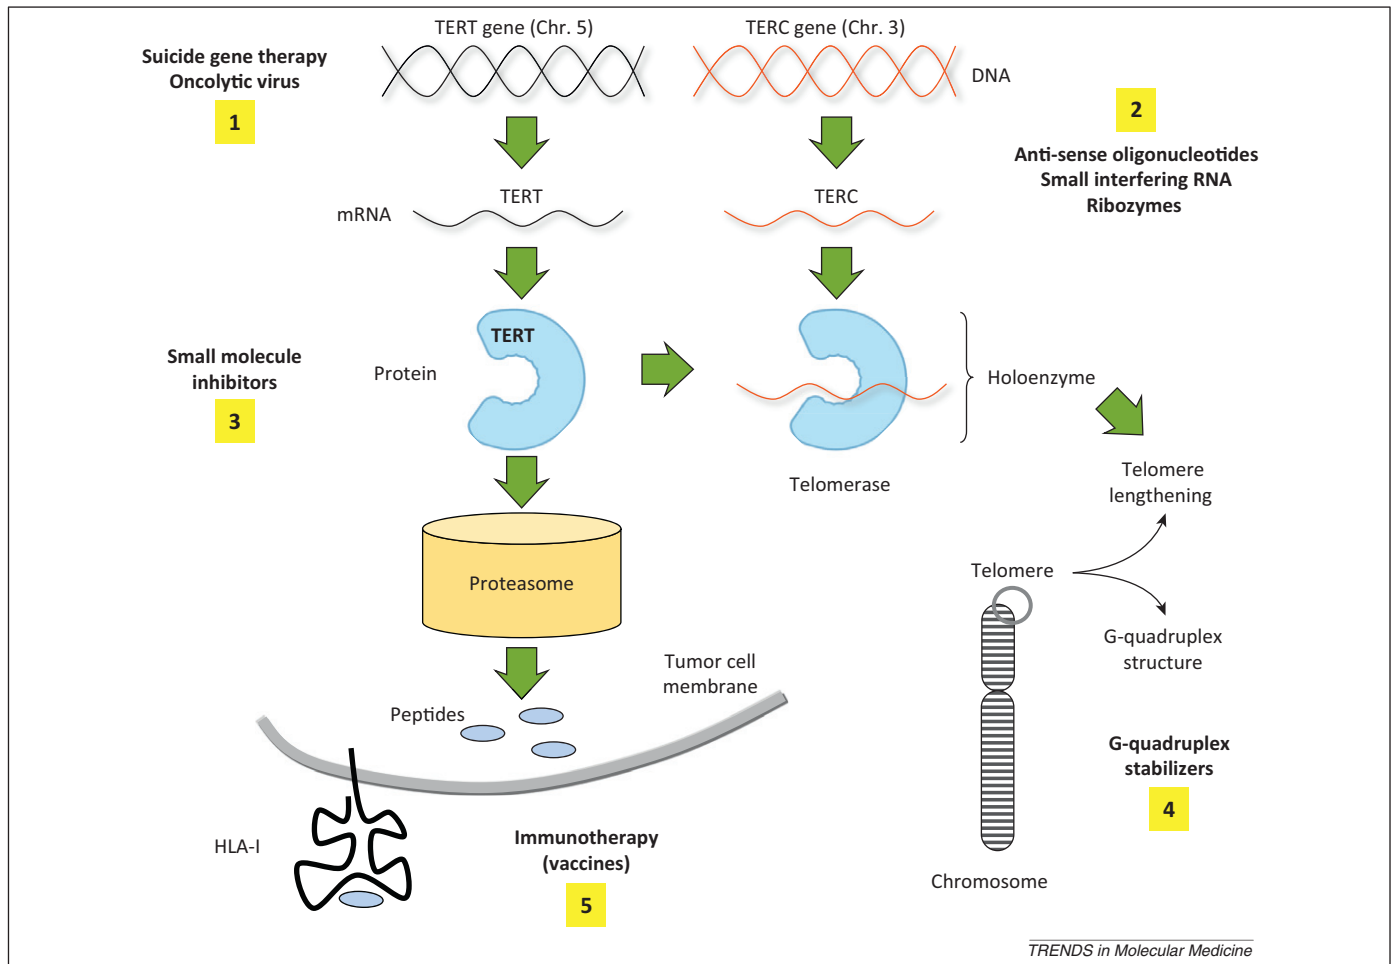 TERT gene (Chr. 5)
TERC gene (Chr. 3)
Suicide gene therapy
Oncolytic virus
1
DNA
2
Anti-sense oligonucleotides
Small interfering RNA
Ribozymes
TERT
mRNA
TERC
TERT
Protein
Small molecule
inhibitors
3
Holoenzyme
Telomerase
Telomere
lengthening
Proteasome
Telomere
G-quadruplex
structure
Tumor cell
membrane
Peptides
G-quadruplex
stabilizers
4
HLA-I
Immunotherapy
(vaccines)
5
Chromosome
TRENDS in Molecular Medicine